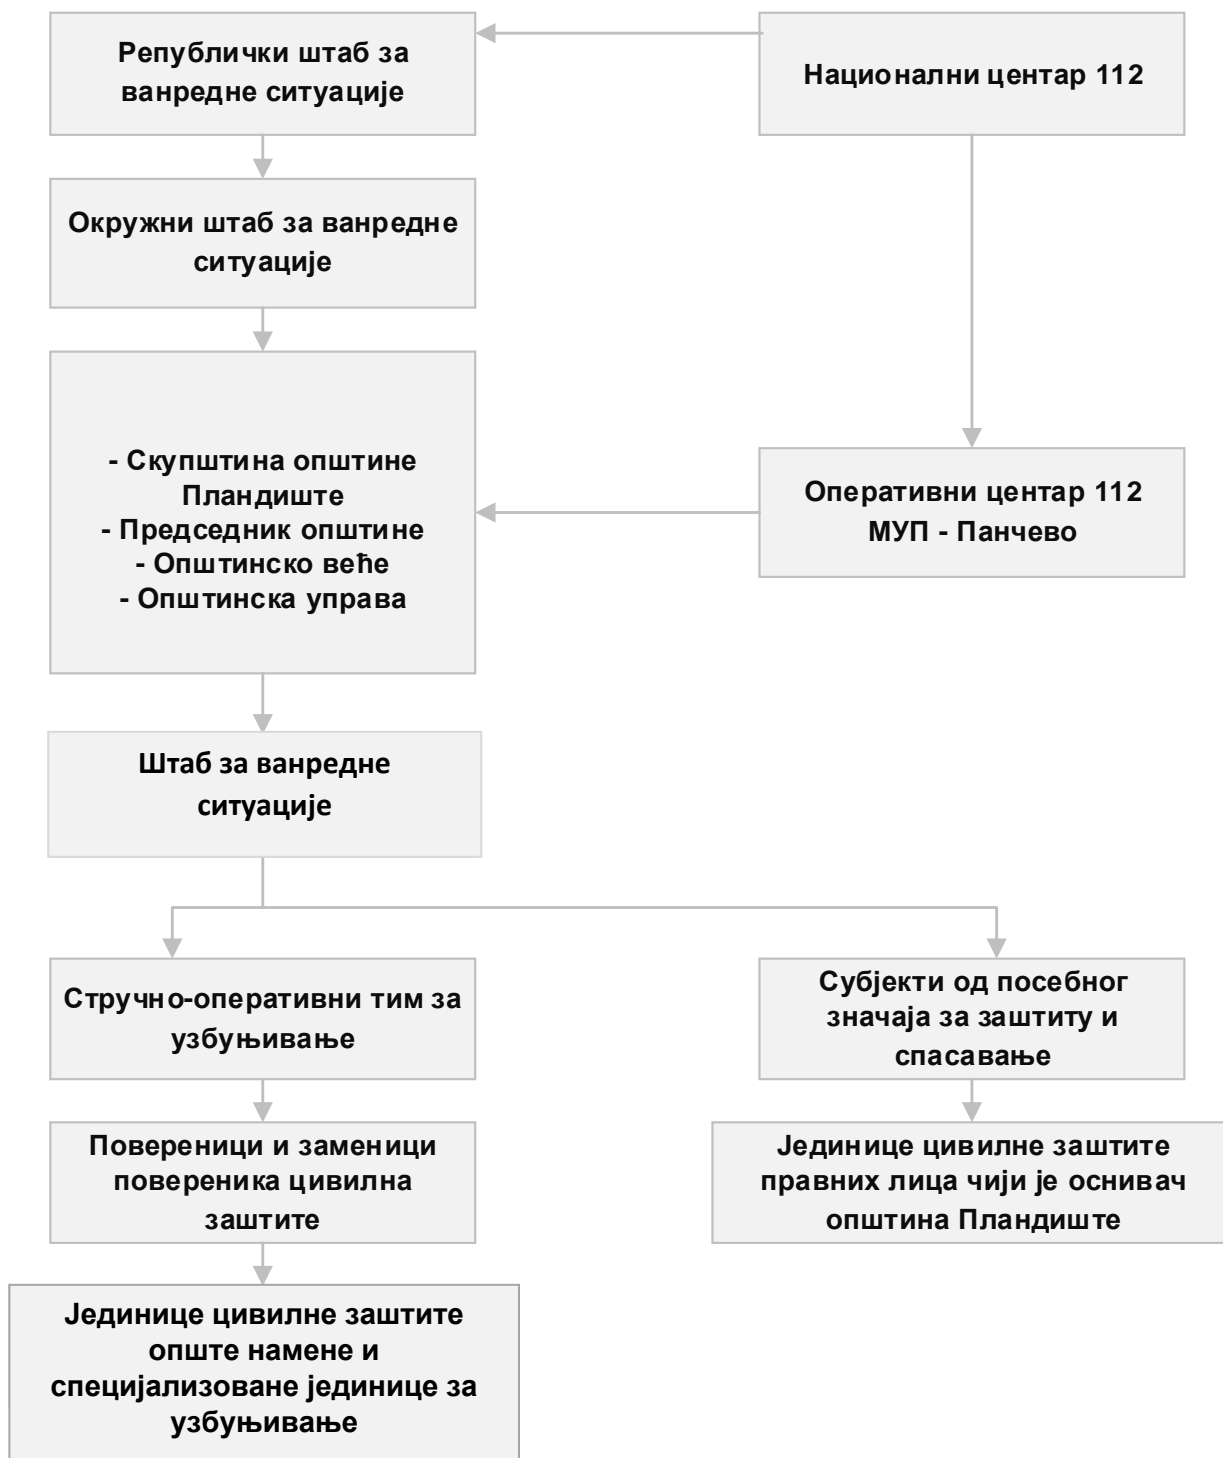 Републички штаб за
ванредне ситуације
Национални центар 112
Окружни штаб за ванредне
ситуације
- Скупштина општине
Пландиште
- Председник општине
- Општинско веће
- Општинска управа
Оперативни центар 112
МУП - Панчево
Штаб за ванредне
ситуације
Стручно-оперативни тим за
узбуњивање
Субјекти од посебног
значаја за заштиту и
спасавање
Повереници и заменици
повереника цивилна
заштите
Јединице цивилне заштите
правних лица чији је оснивач
општина Пландиште
Јединице цивилне заштите
опште намене и
специјализоване јединице за
узбуњивање